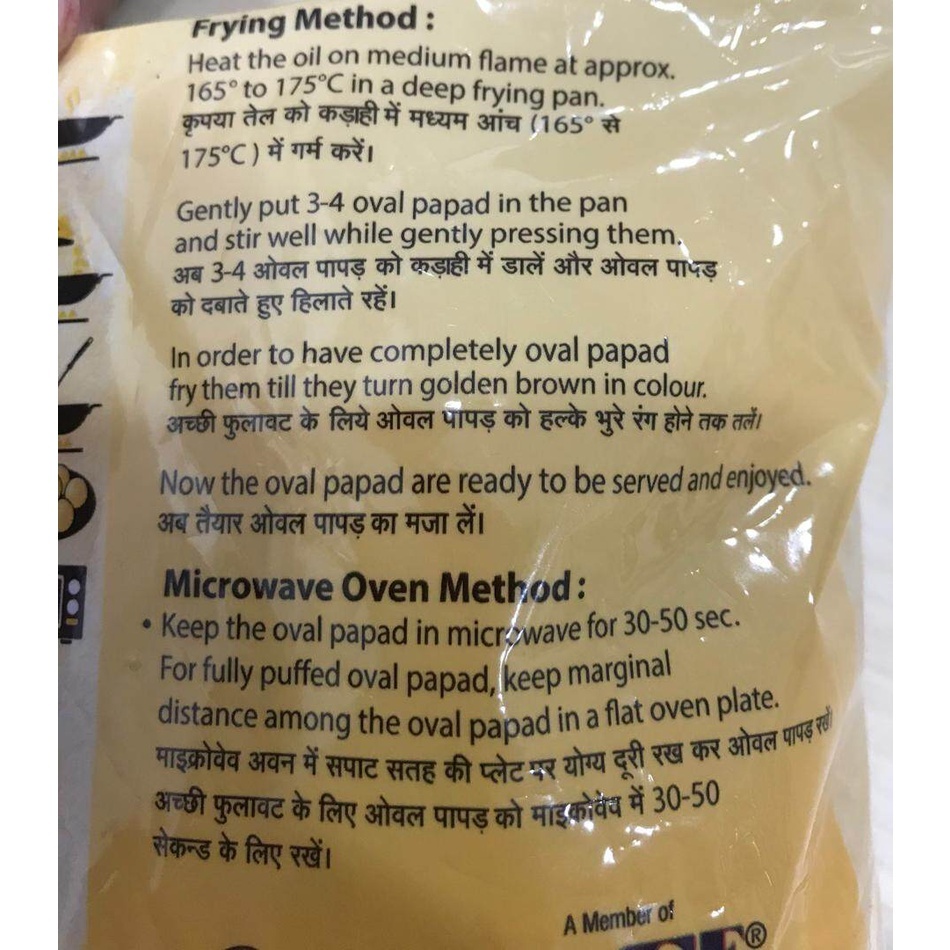 Frying Method :
Heat the oil on medium flame at approx.
165° to 175°C in a deep frying pan.
कृपया तेल को कड़ाही में मध्यम आंच (165° से
175°C ) में गर्म करें।
Gently put 3-4 oval papad in the pan
and stir well while gently pressing them.
अब 3-4 ओवल पापड़ को कड़ाही में डालें और ओवल पापड़
को दबाते हुए हिलाते रहें।
In order to have completely oval papad
fry them till they turn golden brown in colour.
अच्छी फुलावट के लिये ओवल पापड़ को हल्के भुरे रंग होने तक तलें।
Now the oval papad are ready to be served and enjoyed.
अब तैयार ओवल पापड़ का मजा लें।
Microwave Oven Method :
• Keep the oval papad in microwave for 30-50 sec.
For fully puffed oval papad, keep marginal
distance among the oval papad in a flat oven plate.
माइक्रोवेव अवन में सपाट सतह की प्लेट पर योग्य दूरी रख कर ओवल पापड़ रखें।
अच्छी फुलावट के लिए ओवल पापड़ को माइक्रोवेव में 30-50
सेकन्ड के लिए रखें।
A Member of
®